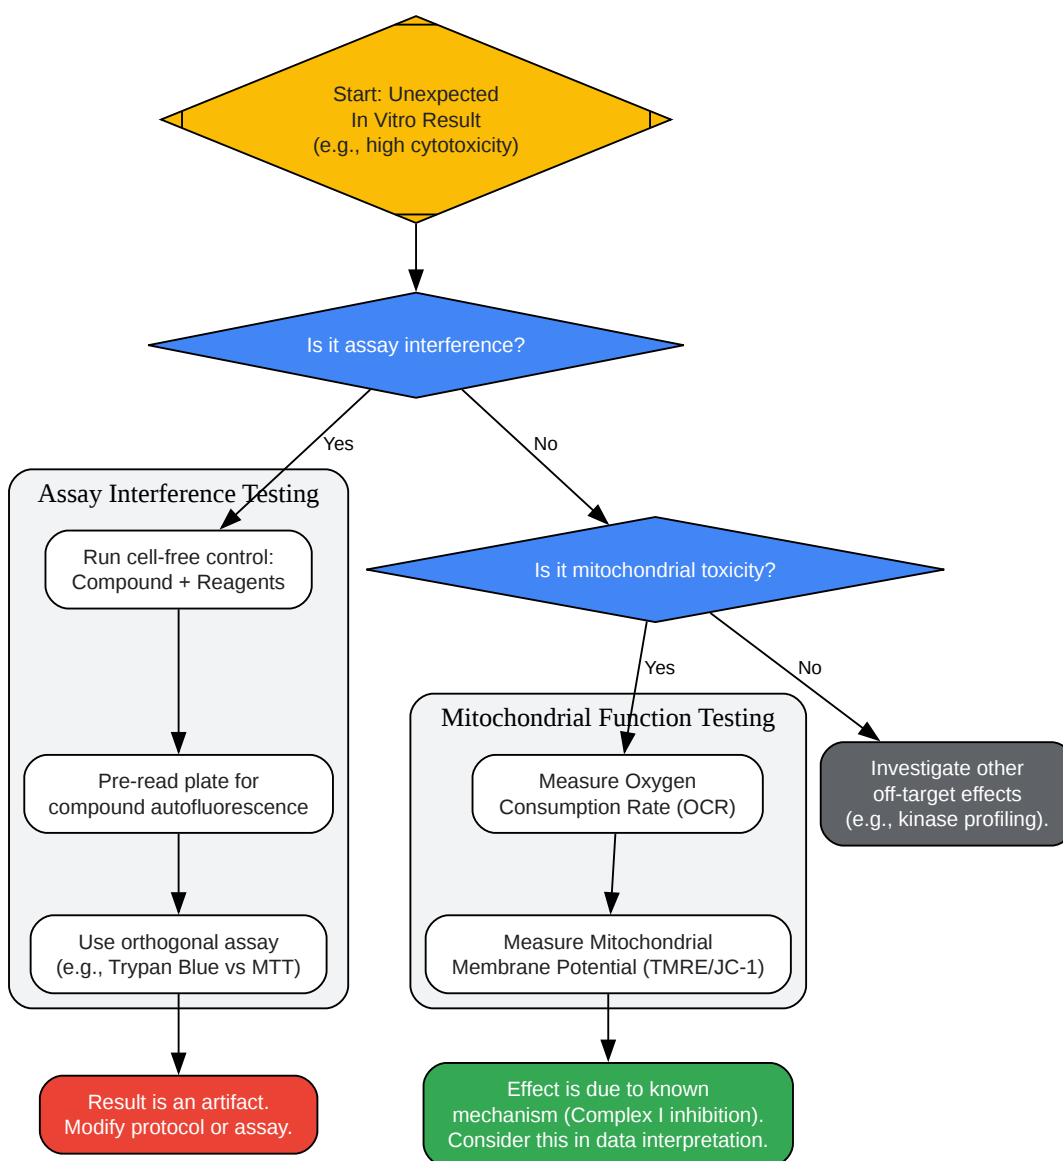 Start: Unexpected
In Vitro Result
(e.g., high cytotoxicity)
Is it assay interference?
Yes
No
Assay Interference Testing
Run cell-free control:
Compound + Reagents
Is it mitochondrial toxicity?
Yes
No
Mitochondrial Function Testing
Pre-read plate for
compound autofluorescence
Measure Oxygen
Consumption Rate (OCR)
Investigate other
off-target effects
(e.g., kinase profiling).
Use orthogonal assay
(e.g., Trypan Blue vs MTT)
Measure Mitochondrial
Membrane Potential (TMRE/JC-1)
Result is an artifact.
Modify protocol or assay.
Effect is due to known
mechanism (Complex I inhibition).
Consider this in data interpretation.